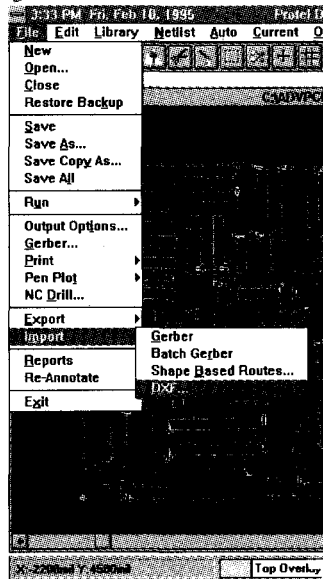 3:33 PM Fri, Feb 10, 1995 Protel
File Edit Library Netlist Auto Current
New
Open...
Close
Restore Backup
Save
Save As...
Save Copy As...
Save All
Run
Output Options...
Gerber...
Print
Pen Plot
NC Drill...
Export
Import
Gerber
Batch Gerber
Shape Based Routes...
DXF...
Reports
Re-Annotate
Exit
Top Overlay